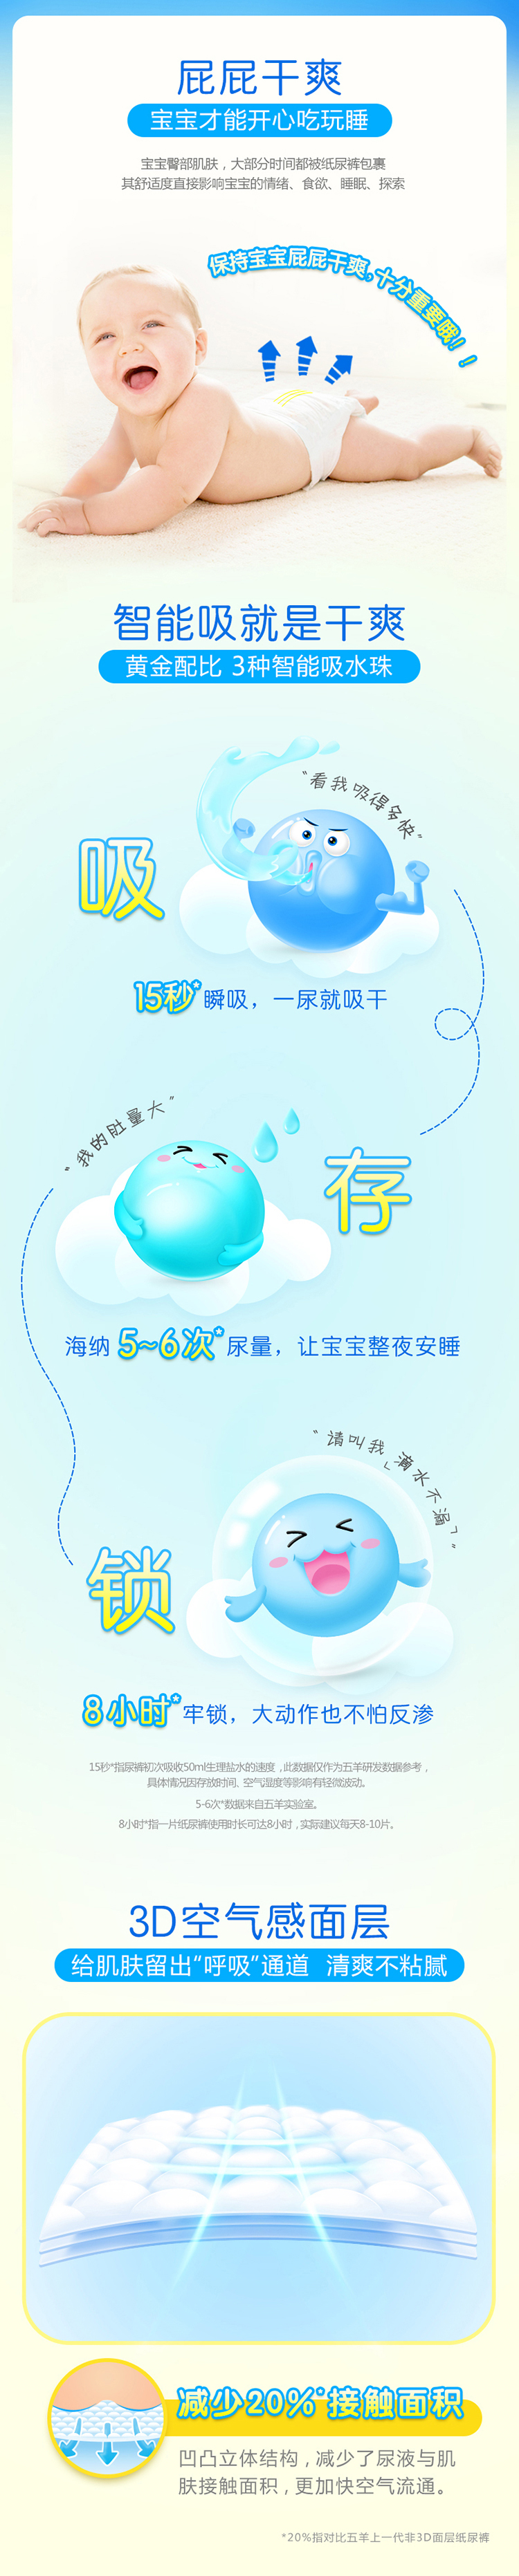 屁屁干爽
宝宝才能开心吃玩睡
宝宝臀部肌肤，大部分时间都被纸尿裤包裹
其舒适度直接影响宝宝的情绪、食欲、睡眠、探索
保持宝宝屁屁干爽,十分重要哦！！
智能吸就是干爽
黄金配比 3种智能吸水珠
“看我吸得多快”
吸
15秒*瞬吸，一尿就吸干
“我的肚量大”
存
海纳 5~6次*尿量，让宝宝整夜安睡
“请叫我「滴水不漏」”
锁
8小时*牢锁，大动作也不怕反渗
15秒*指尿裤初次吸收50ml生理盐水的速度，此数据仅作为五羊研发数据参考，
具体情况因存放时间、空气湿度等影响有轻微波动。
5-6次*数据来自五羊实验室。
8小时*指一片纸尿裤使用时长可达8小时，实际建议每天8-10片。
3D空气感面层
给肌肤留出“呼吸”通道 清爽不粘腻
减少20%*接触面积
凹凸立体结构，减少了尿液与肌
肤接触面积，更加快空气流通。
*20%指对比五羊上一代非3D面层纸尿裤